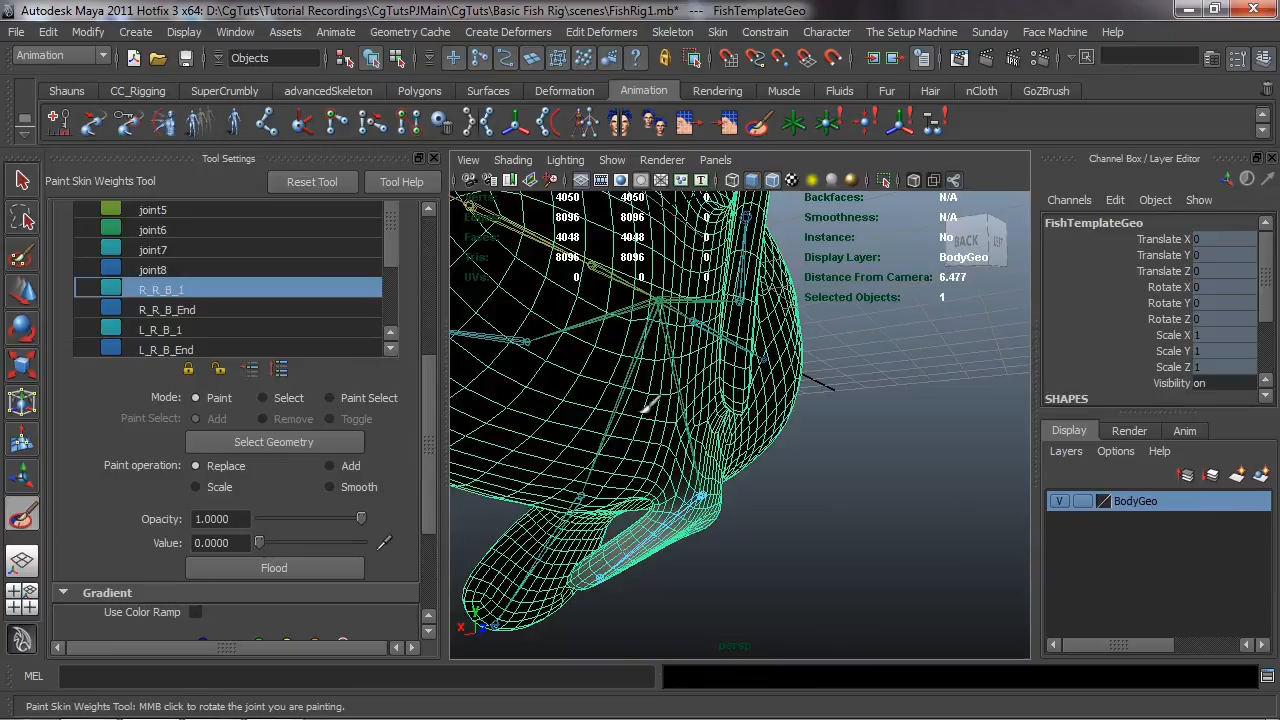 Autodesk Maya 2011 Hotfix 3 x64: D:\CgTuts\Tutorial Recordings\CgTutsPJMain\CgTuts\Basic Fish Rig\scenes\FishRig1.mb* --- FishTemplateGeo
File Edit Modify Create Display Window Assets Animate Geometry Cache Create Deformers Edit Deformers Skeleton Skin Constrain Character The Setup Machine Sunday Face Machine Help
Animation Objects
Shauns CC_Rigging SuperCrumbly advancedSkeleton Polygons Surfaces Deformation Animation Rendering Muscle Fluids Fur Hair nCloth GoZBrush
Tool Settings
Paint Skin Weights Tool Reset Tool Tool Help
joint5
joint6
joint7
joint8
R_R_B_1
R_R_B_End
L_R_B_1
L_R_B_End
Mode: Paint Select Paint Select
Paint Select: Add Remove Toggle
Select Geometry
Paint operation: Replace Add
Scale Smooth
Opacity: 1.0000
Value: 0.0000
Flood
Gradient
Use Color Ramp
View Shading Lighting Show Renderer Panels
4050 4050 0
8096 8096 0
Faces: 4048 4048 0
Tris: 8096 8096 0
UVs: 0 0 0
Backfaces: N/A
Smoothness: N/A
Instance: No
Display Layer: BodyGeo
Distance From Camera: 6.477
Selected Objects: 1
BACK LEFT
Y
X Z
persp
Channel Box / Layer Editor
Channels Edit Object Show
FishTemplateGeo
Translate X 0
Translate Y 0
Translate Z 0
Rotate X 0
Rotate Y 0
Rotate Z 0
Scale X 1
Scale Y 1
Scale Z 1
Visibility on
SHAPES
Display Render Anim
Layers Options Help
V BodyGeo
MEL
Paint Skin Weights Tool: MMB click to rotate the joint you are painting.